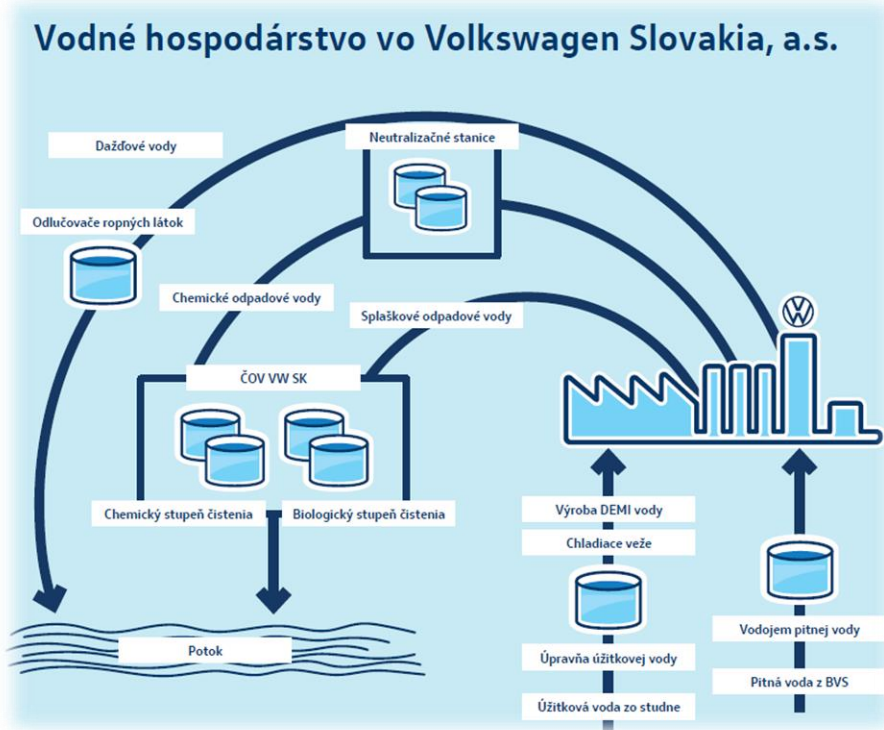 Vodné hospodárstvo vo Volkswagen Slovakia, a.s.
Dažďové vody
Neutralizačné stanice
Odlučovače ropných látok
Chemické odpadové vody
Splaškové odpadové vody
ČOV VW SK
Chemický stupeň čistenia
Biologický stupeň čistenia
Potok
VW
Výroba DEMI vody
Chladiace veže
Úpravňa úžitkovej vody
Úžitková voda zo studne
Vodojem pitnej vody
Pitná voda z BVS